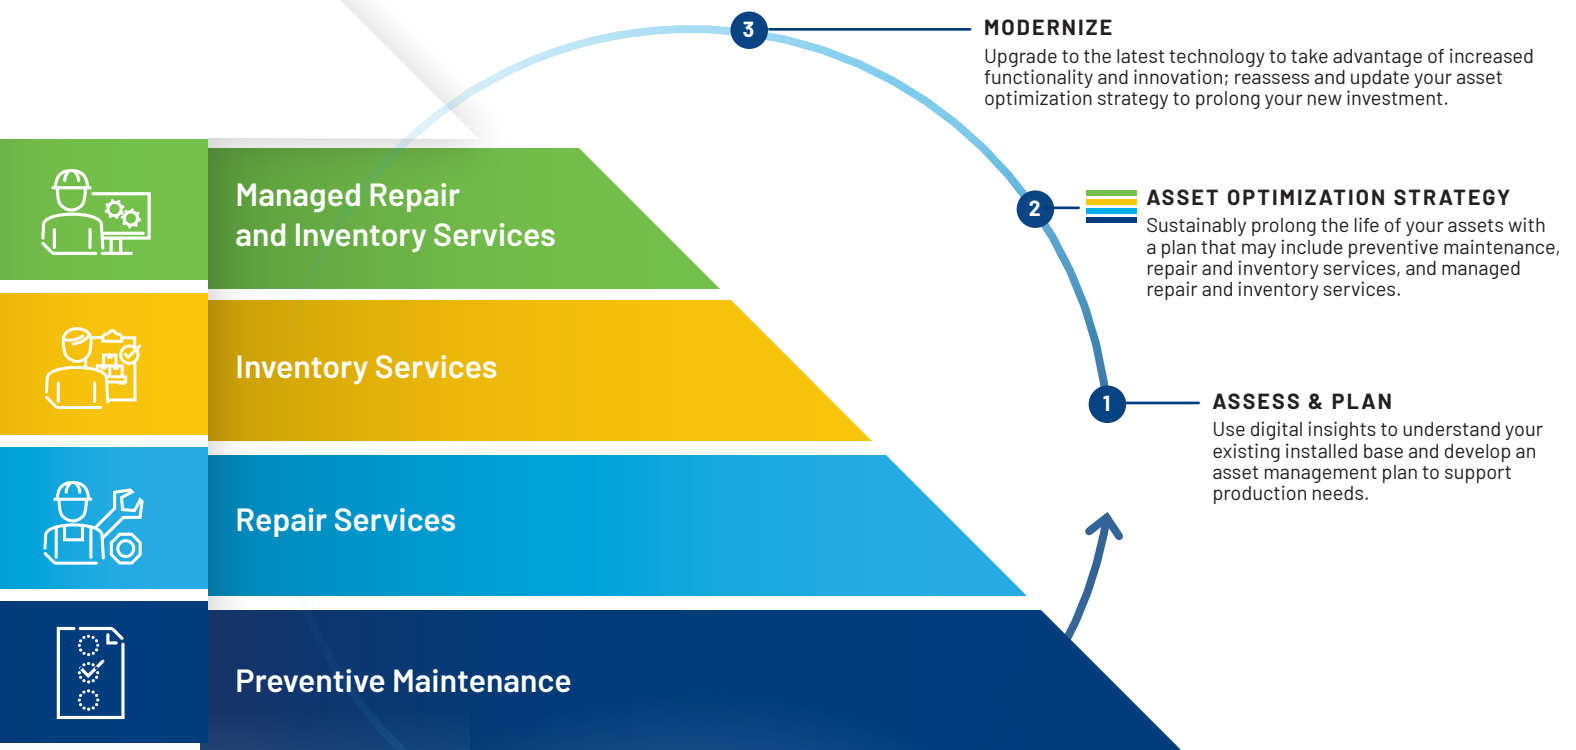 3
MODERNIZE
Upgrade to the latest technology to take advantage of increased
functionality and innovation; reassess and update your asset
optimization strategy to prolong your new investment.
2
ASSET OPTIMIZATION STRATEGY
Sustainably prolong the life of your assets with
a plan that may include preventive maintenance,
repair and inventory services, and managed
repair and inventory services.
1
ASSESS & PLAN
Use digital insights to understand your
existing installed base and develop an
asset management plan to support
production needs.
Managed Repair
and Inventory Services
Inventory Services
Repair Services
Preventive Maintenance